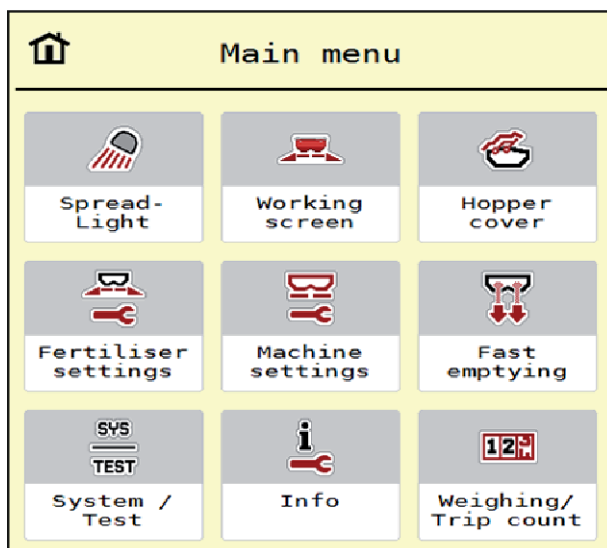 Main menu
Spread-
Light
Working
screen
Hopper
cover
Fertiliser
settings
Machine
settings
Fast
emptying
SYS
TEST
System /
Test
i
Info
12
Weighing/
Trip count